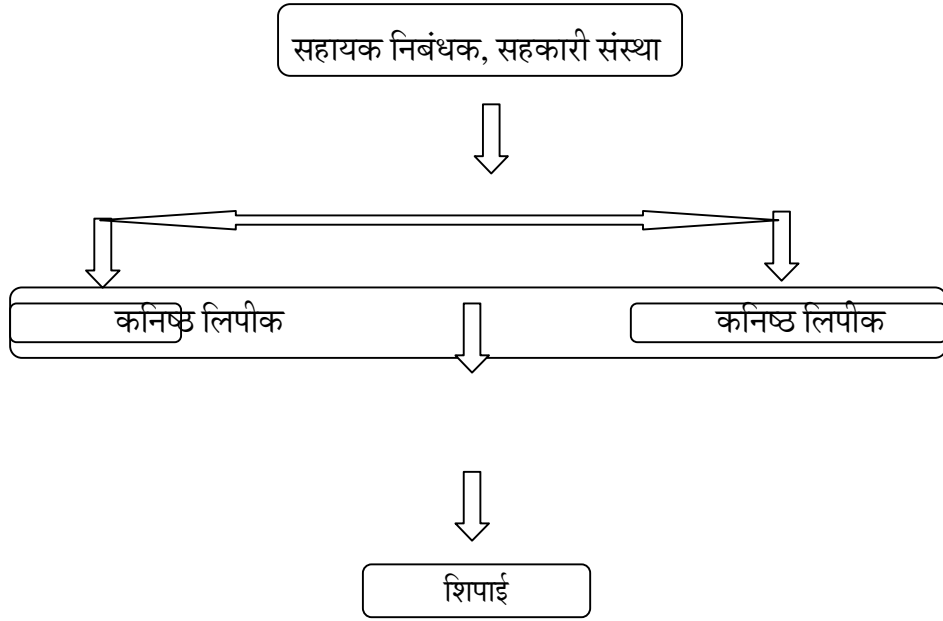 सहायक निबंधक, सहकारी संस्था
कनिष्ठ लिपीक कनिष्ठ लिपीक
शिपाई